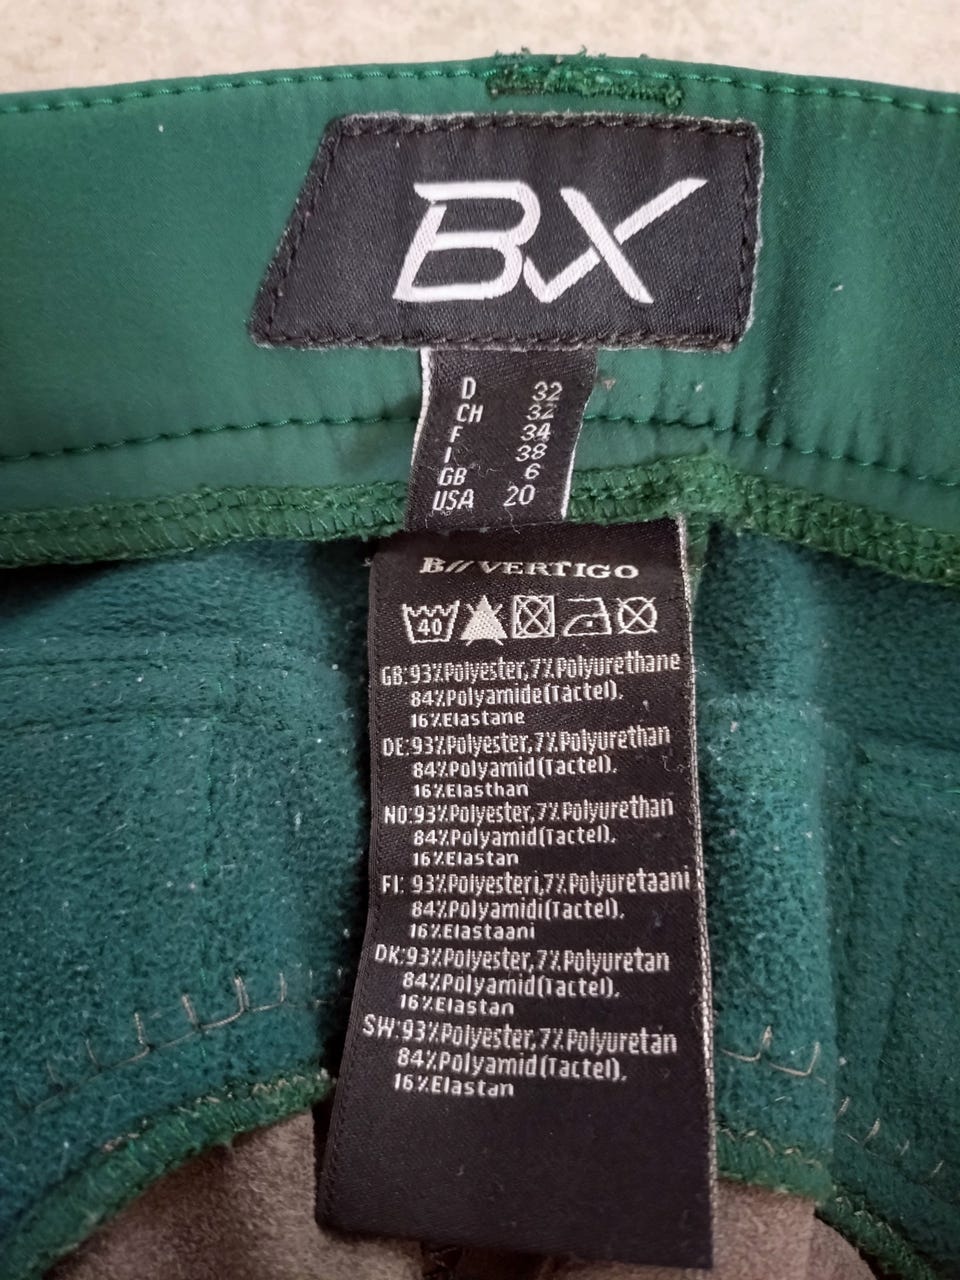 BX
D 32
CH 32
F 34
I 38
GB 6
USA 20
B//VERTIGO
40
GB:93%Polyester,7%Polyurethane
84%Polyamide(Tactel).
16%Elastane
DE:93%Polyester,7%Polyurethan
84%Polyamid(Tactel).
16%Elasthan
NO:93%Polyester,7%Polyurethan
84%Polyamid(Tactel).
16%Elastan
FI: 93%Polyesteri,7%Polyuretaani
84%Polyamidi(Tactel).
16%Elastaani
DK:93%Polyester,7%Polyuretan
84%Polyamid(Tactel).
16%Elastan
SW:93%Polyester,7%Polyuretan
84%Polyamid(Tactel).
16%Elastan